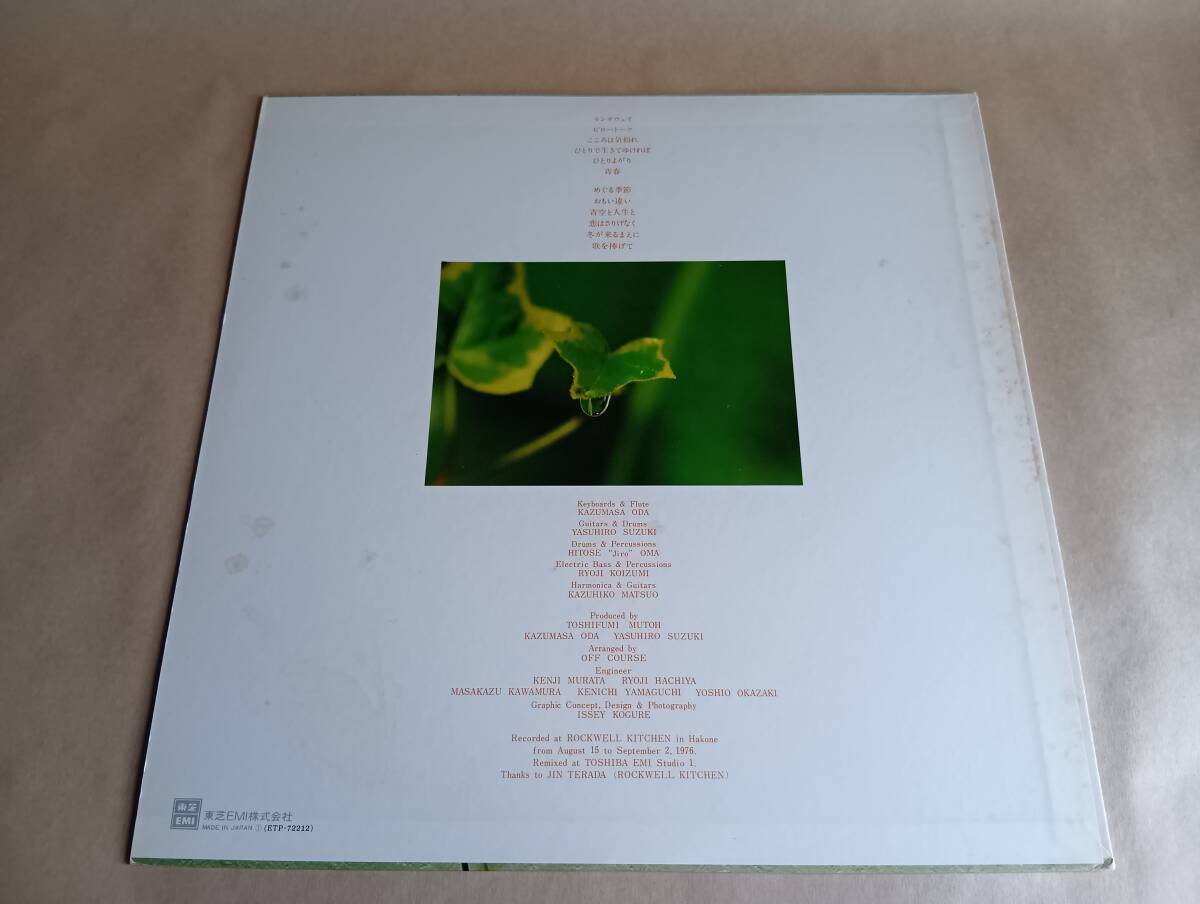 ランナウェイ
ピロートーク
こころは気紛れ
ひとりで生きてゆければ
ひとりよがり
青春
めぐる季節
おもい違い
青空と人生と
恋はさりげなく
冬が来るまえに
歌を捧げて
Keyboards & Flute
KAZUMASA ODA
Guitars & Drums
YASUHIRO SUZUKI
Drums & Percussions
HITOSE "Jiro" OMA
Electric Bass & Percussions
RYOJI KOIZUMI
Harmonica & Guitars
KAZUHIKO MATSUO
Produced by
TOSHIFUMI MUTOH
KAZUMASA ODA YASUHIRO SUZUKI
Arranged by
OFF COURSE
Engineer
KENJI MURATA RYOJI HACHIYA
MASAKAZU KAWAMURA KENICHI YAMAGUCHI YOSHIO OKAZAKI
Graphic Concept, Design & Photography
ISSEY KOGURE
Recorded at ROCKWELL KITCHEN in Hakone
from August 15 to September 2, 1976.
Remixed at TOSHIBA EMI Studio 1.
Thanks to JIN TERADA (ROCKWELL KITCHEN)
東芝
EMI
東芝EMI株式会社
MADE IN JAPAN ① (ETP-72212)